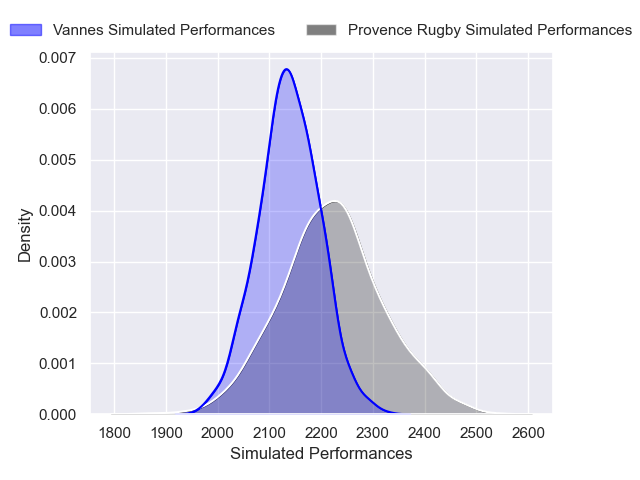 Vannes Simulated Performances
Provence Rugby Simulated Performances
0.007
0.006
0.005
0.004
0.003
0.002
0.001
0.000
Density
1800 1900 2000 2100 2200 2300 2400 2500 2600
Simulated Performances